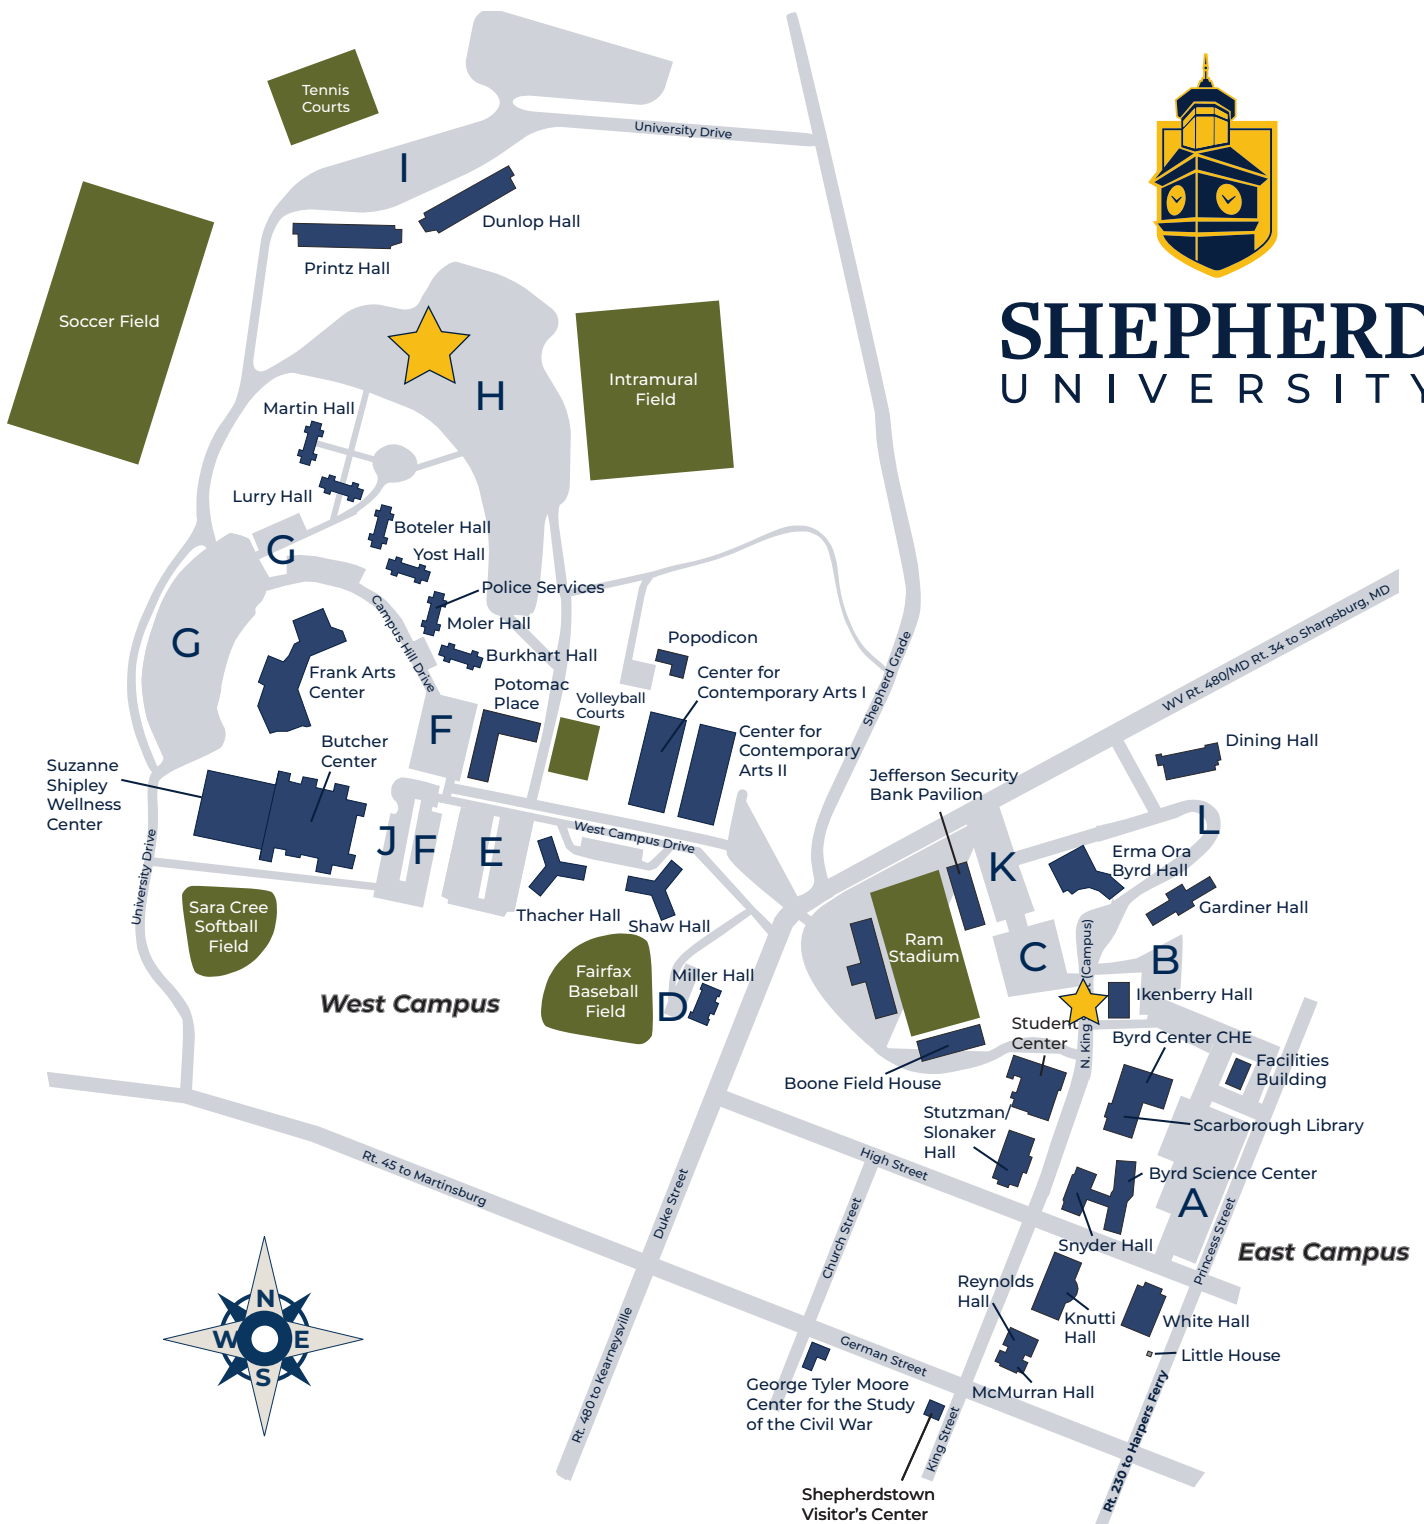 Tennis
Courts
University Drive
I
Dunlop Hall
Printz Hall
Soccer Field
SHEPHERD
UNIVERSITY
Intramural
Field
H
Martin Hall
Lurry Hall
Boteler Hall
G
Yost Hall
Police Services
Moler Hall
Campus Hill Drive
G
Burkhart Hall
Frank Arts
Center
Potomac
Place
Volleyball
Courts
Popodicon
Center for
Contemporary Arts I
Center for
Contemporary
Arts II
Shepherd Grade
WV Rt. 480/MD Rt. 34 to Sharpsburg, MD
Dining Hall
F
Butcher
Center
Suzanne
Shipley
Wellness
Center
Jefferson Security
Bank Pavilion
L
J
F
E
West Campus Drive
K
Erma Ora
Byrd Hall
Gardiner Hall
University Drive
Sara Cree
Softball
Field
Thacher Hall
Shaw Hall
Ram
Stadium
C
B
Fairfax
Baseball
Field
Miller Hall
D
West Campus
Ikenberry Hall
N. King
(Campus)
Student
Center
Byrd Center CHE
Facilities
Building
Boone Field House
Stutzman/
Slonaker
Hall
Scarborough Library
High Street
Byrd Science Center
A
Rt. 45 to Martinsburg
Duke Street
Church Street
Snyder Hall
Princess Street
East Campus
Reynolds
Hall
Knutti
Hall
White Hall
Little House
N
W
E
S
Rt. 480 to Kearneysville
German Street
George Tyler Moore
Center for the Study
of the Civil War
McMurran Hall
King Street
Rt. 230 to Harpers Ferry
Shepherdstown
Visitor's Center